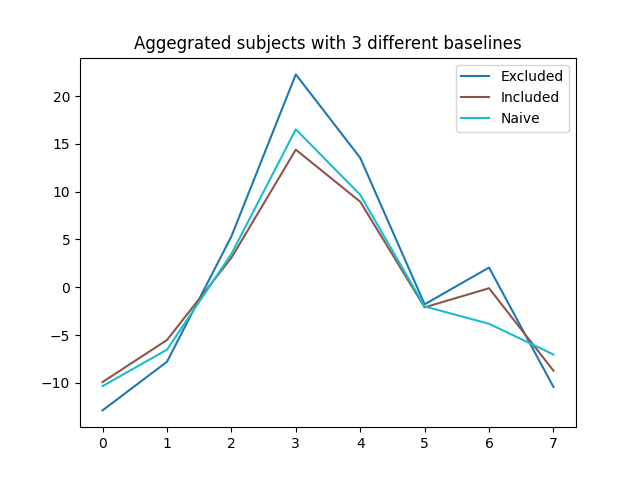 Aggegrated subjects with 3 different baselines
Excluded
Included
Naive
20
15
10
5
0
−5
−10
0 1 2 3 4 5 6 7